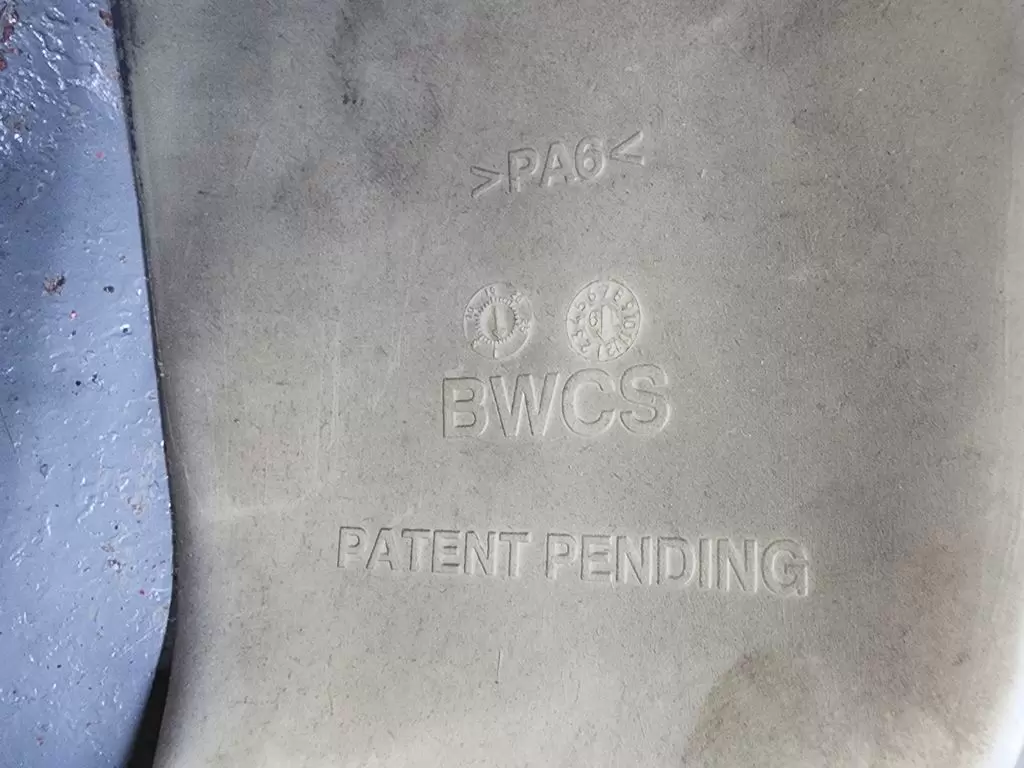 >PA6<
BWCS
PATENT PENDING